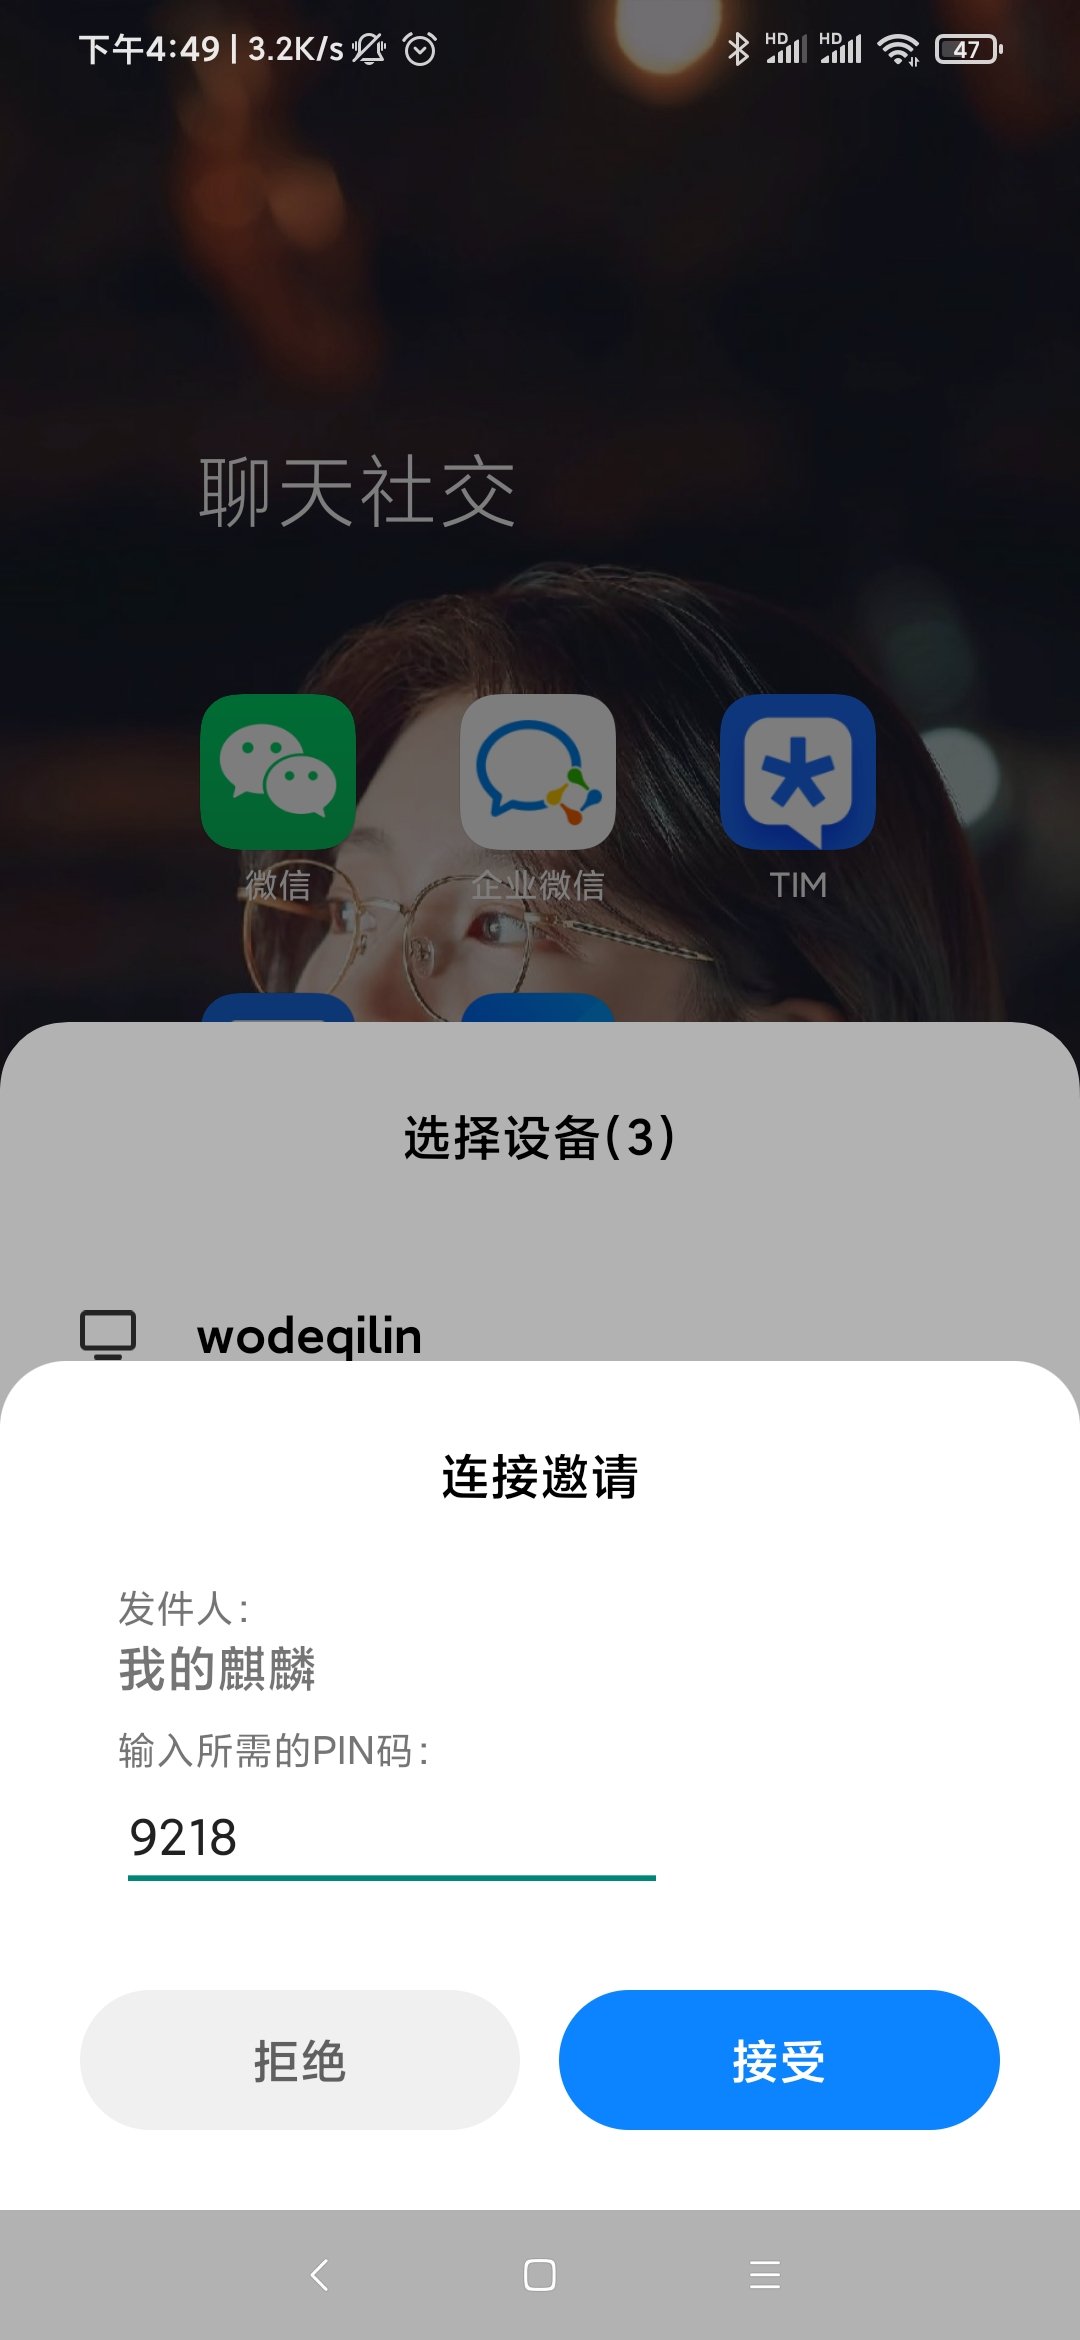 下午4:49 | 3.2K/s
HD HD 47
聊天社交
微信 企业微信 TIM
选择设备(3)
wodeqilin
连接邀请
发件人:
我的麒麟
输入所需的PIN码:
9218
拒绝 接受